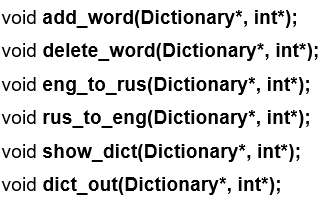 void add_word(Dictionary*, int*);
void delete_word(Dictionary*, int*);
void eng_to_rus(Dictionary*, int*);
void rus_to_eng(Dictionary*, int*);
void show_dict(Dictionary*, int*);
void dict_out(Dictionary*, int*);